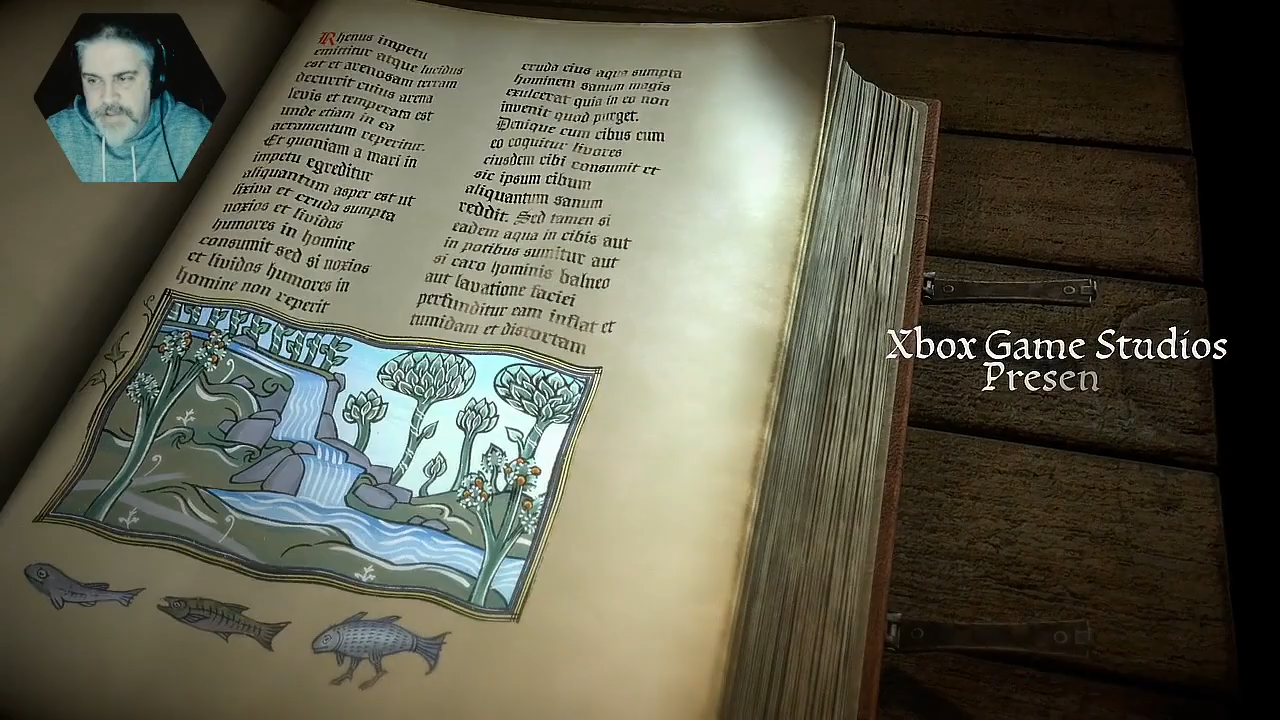 Rhenus impetu
emittitur atque lucidus
est et arenosam terram
decurrit cuius arena
levis et temperata est
unde etiam in ea
acramentum reperitur.
Et quoniam a mari in
impetu egreditur
aliquantum asper est ut
lixiva et cruda sumpta
noxios et lividos
humores in homine
consumit sed si noxios
et lividos humores in
homine non reperit
cruda eius aqua sumpta
hominem sanum magis
exulcerat quia in eo non
invenit quod purget.
Denique cum cibus cum
eo coquitur livores
eiusdem cibi consumit et
sic ipsum cibum
aliquantum sanum
reddit. Sed tamen si
eadem aqua in cibis aut
in potibus sumitur aut
si caro hominis balneo
aut lavatione faciei
perfunditur eam inflat et
tumidam et distortam
Xbox Game Studios
Presen